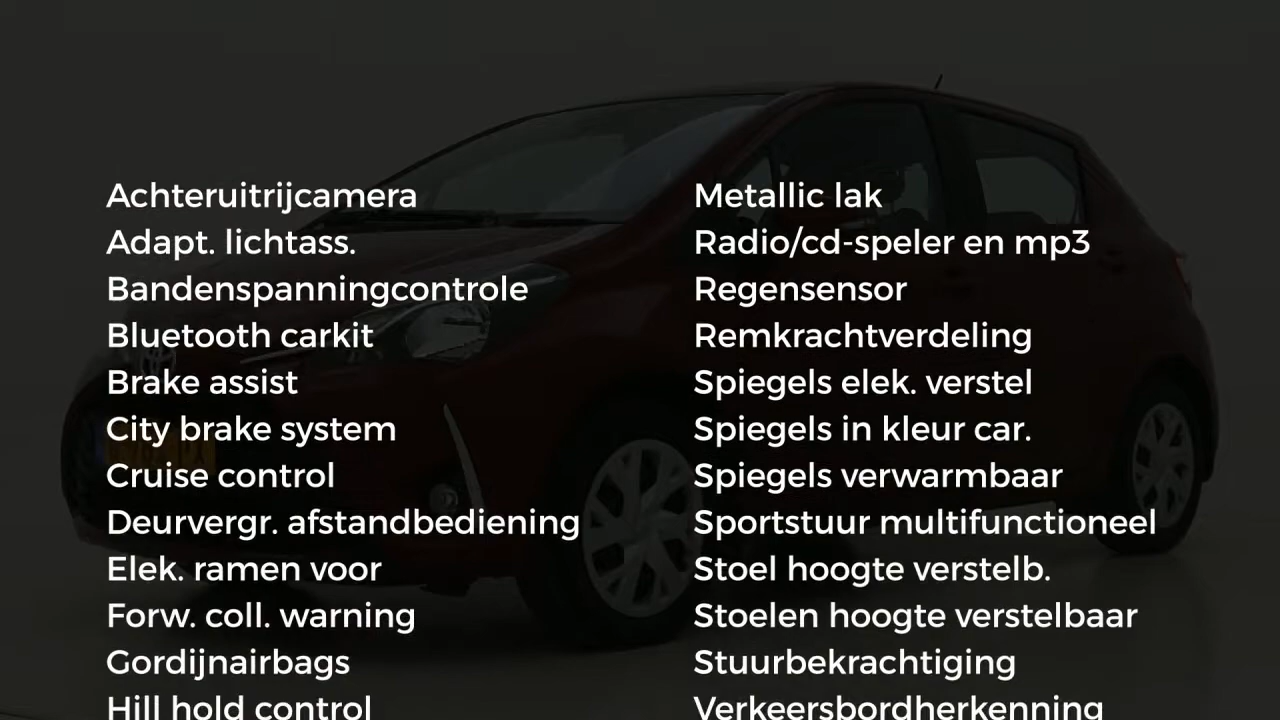 Achteruitrijcamera
Adapt. lichtass.
Bandenspanningcontrole
Bluetooth carkit
Brake assist
City brake system
Cruise control
Deurvergr. afstandbediening
Elek. ramen voor
Forw. coll. warning
Gordijnairbags
Hill hold control
Metallic lak
Radio/cd-speler en mp3
Regensensor
Remkrachtverdeling
Spiegels elek. verstel
Spiegels in kleur car.
Spiegels verwarmbaar
Sportstuur multifunctioneel
Stoel hoogte verstelb.
Stoelen hoogte verstelbaar
Stuurbekrachtiging
Verkeersbordherkenning